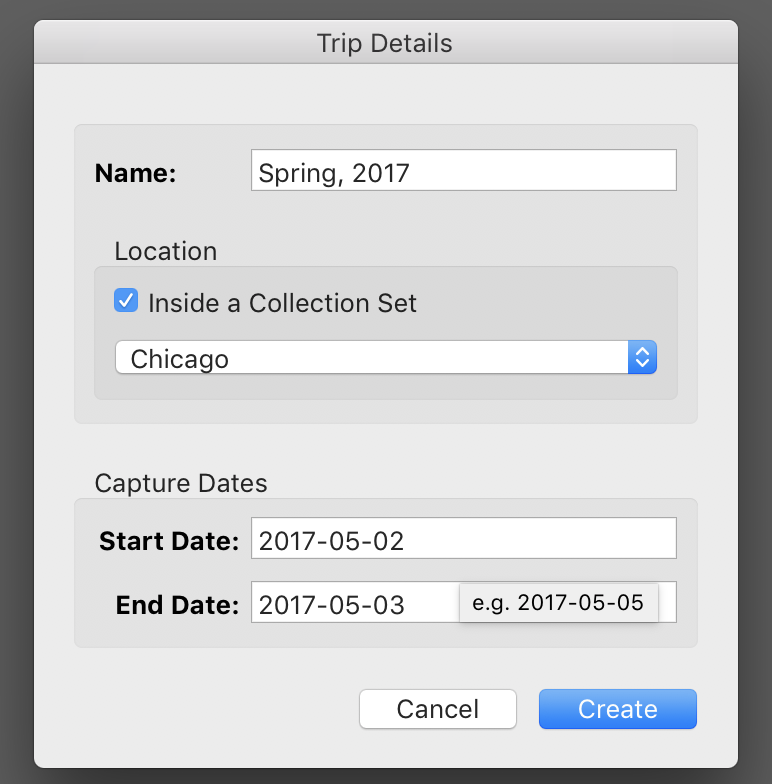 Trip Details
Name: Spring, 2017
Location
Inside a Collection Set
Chicago
Capture Dates
Start Date: 2017-05-02
End Date: 2017-05-03 e.g. 2017-05-05
Cancel Create